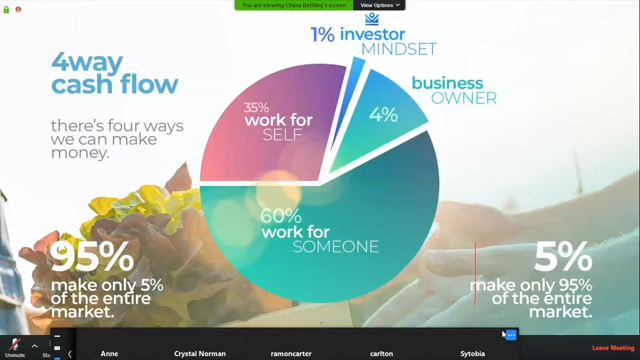 You are viewing Chyna Bethley's screen
View Options
1% investor
MINDSET
4way
cash flow
business
OWNER
35%
work for
SELF
4%
there's four ways
we can make
money.
60%
work for
SOMEONE
95%
make only 5%
of the entire
market.
5%
make only 95%
of the entire
market.
Unmute
Anne
Crystal Norman
ramoncarter
carlton
Sytobia
Leave Meeting